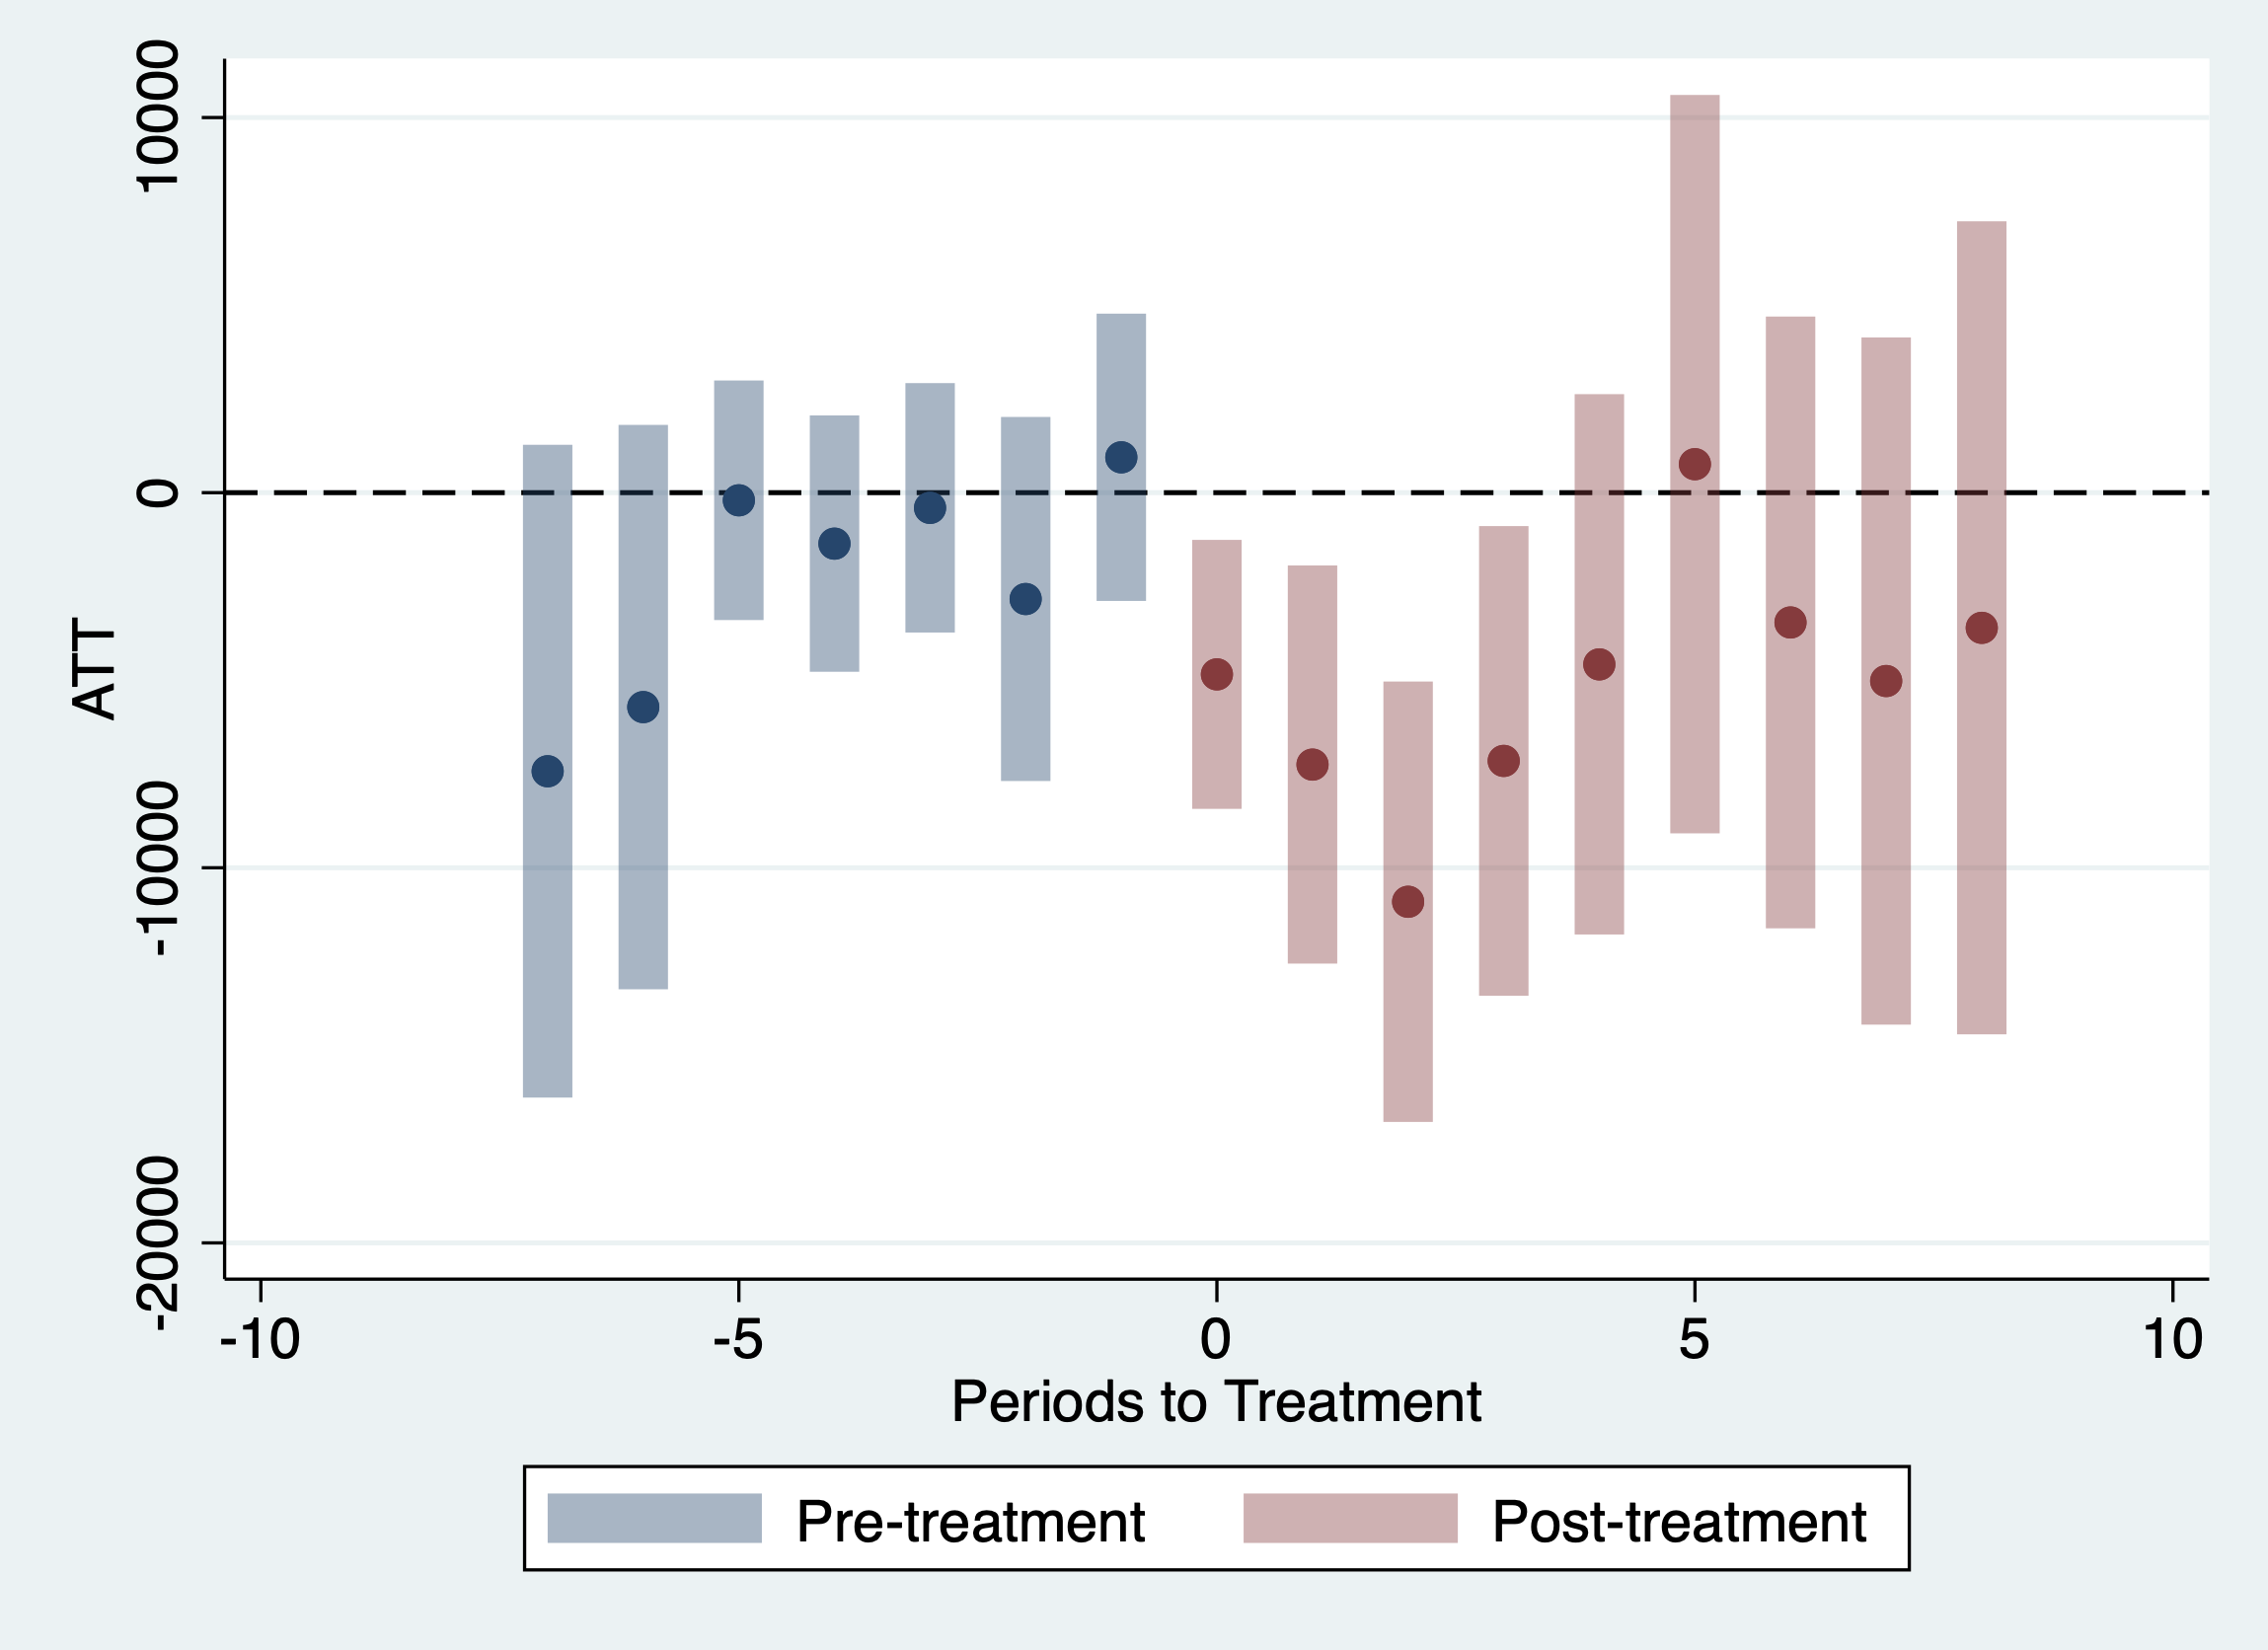 ATT
10000
0
-10000
-20000
-10 -5 0 5 10
Periods to Treatment
Pre-treatment Post-treatment